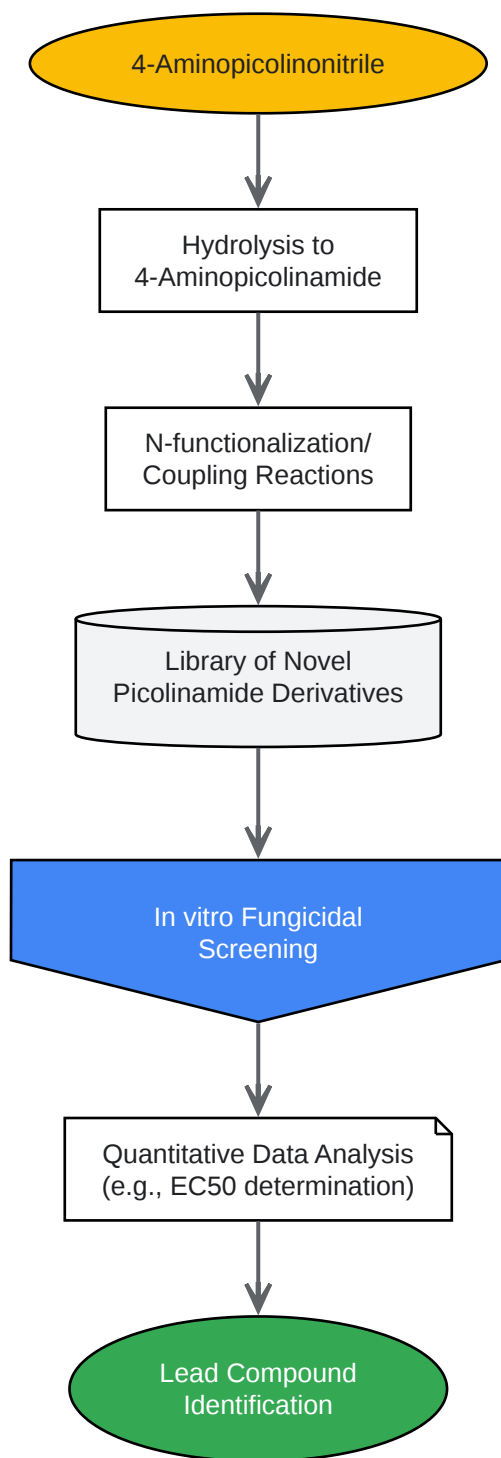 4-Aminopicolinonitrile
Hydrolysis to
4-Aminopicolinamide
N-functionalization/
Coupling Reactions
Library of Novel
Picolinamide Derivatives
In vitro Fungicidal
Screening
Quantitative Data Analysis
(e.g., EC50 determination)
Lead Compound
Identification